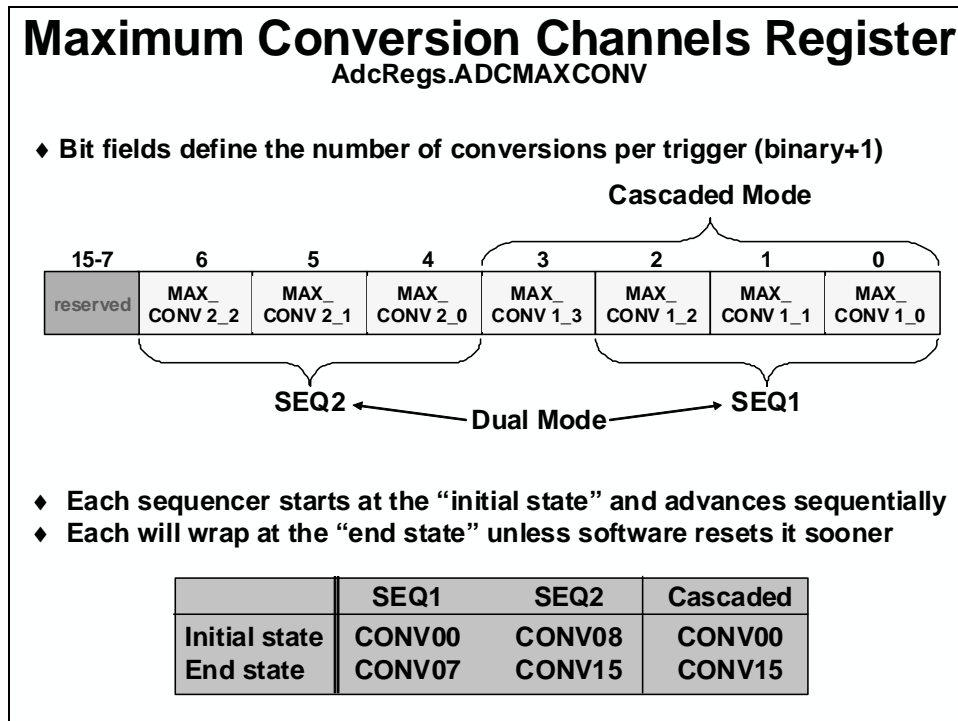 Maximum Conversion Channels Register
AdcRegs.ADCMAXCONV
♦ Bit fields define the number of conversions per trigger (binary+1)
Cascaded Mode
15-7 6 5 4 3 2 1 0
reserved MAX_ CONV 2_2 MAX_ CONV 2_1 MAX_ CONV 2_0 MAX_ CONV 1_3 MAX_ CONV 1_2 MAX_ CONV 1_1 MAX_ CONV 1_0
SEQ2 SEQ1
Dual Mode
♦ Each sequencer starts at the “initial state” and advances sequentially
♦ Each will wrap at the “end state” unless software resets it sooner
SEQ1 SEQ2 Cascaded
Initial state CONV00 CONV08 CONV00
End state CONV07 CONV15 CONV15